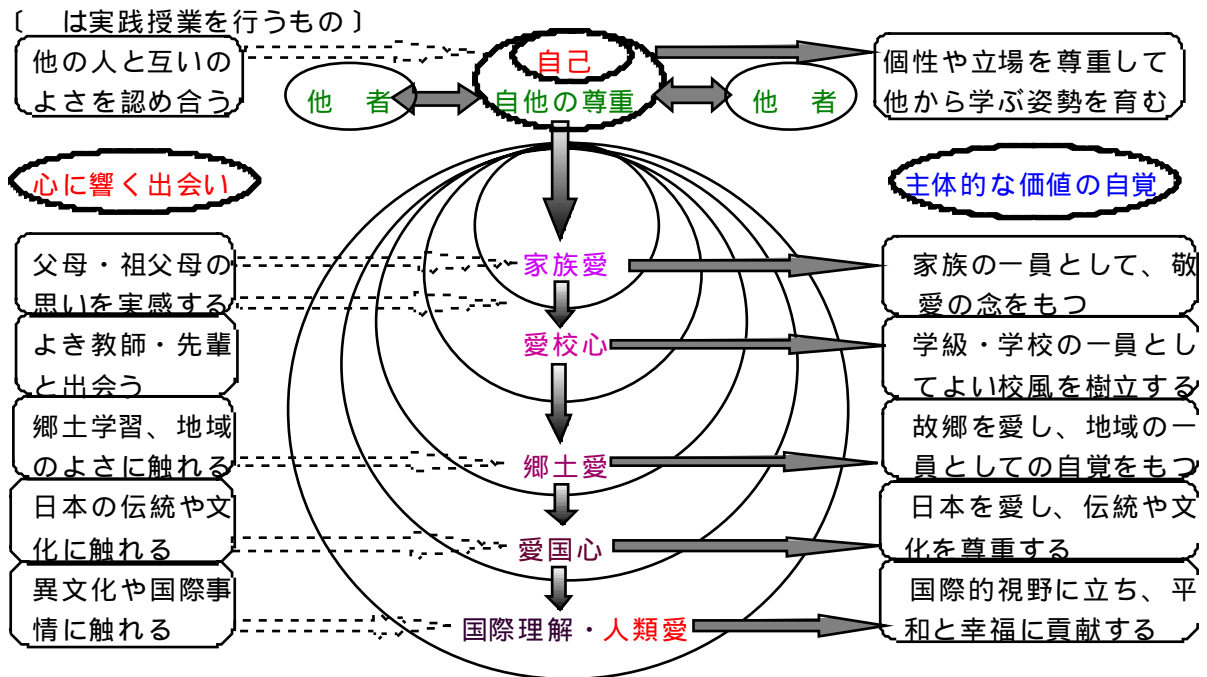 〔　は実践授業を行うもの〕
他の人と互いの
よさを認め合う
自己
自他の尊重
他　者
他　者
個性や立場を尊重して
他から学ぶ姿勢を育む
心に響く出会い
主体的な価値の自覚
父母・祖父母の
思いを実感する
家族愛
家族の一員として、敬
愛の念をもつ
よき教師・先輩
と出会う
愛校心
学級・学校の一員とし
てよい校風を樹立する
郷土学習、地域
のよさに触れる
郷土愛
故郷を愛し、地域の一
員としての自覚をもつ
日本の伝統や文
化に触れる
愛国心
日本を愛し、伝統や文
化を尊重する
異文化や国際事
情に触れる
国際理解・人類愛
国際的視野に立ち、平
和と幸福に貢献する